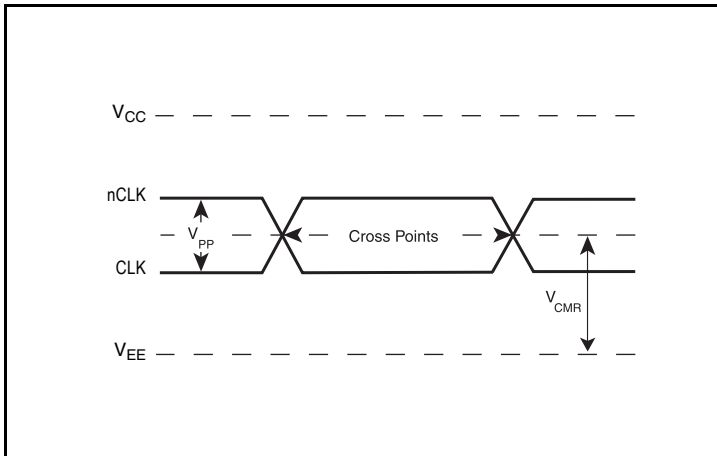 VCC
nCLK
VPP
Cross Points
CLK
VCMR
VEE